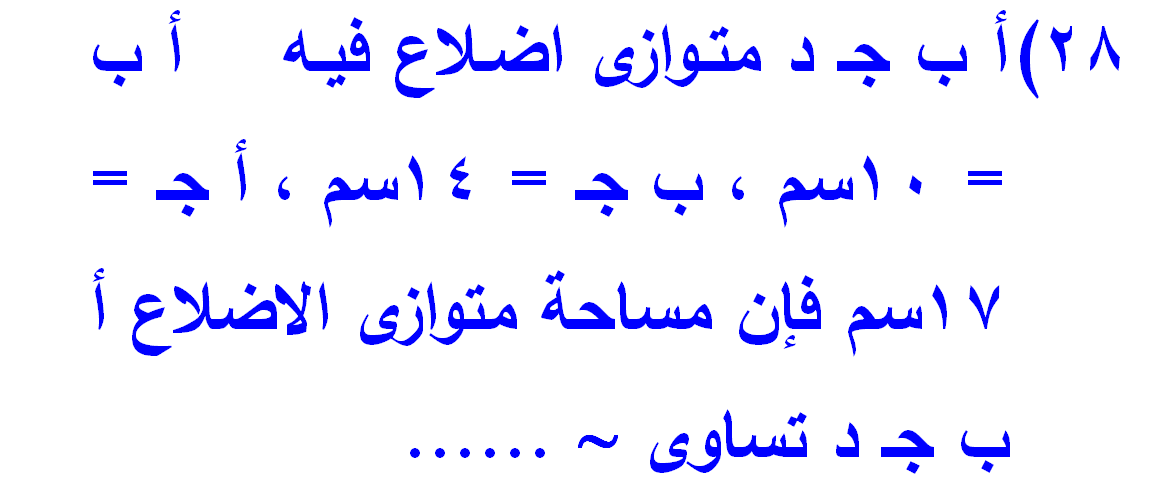 ٢٨)أ ب جـ د متوازى اضلاع فيه أ ب
= ١٠سم ، ب جـ = ١٤سم ، أ جـ =
١٧سم فإن مساحة متوازى الاضلاع أ
ب جـ د تساوى ~ ......